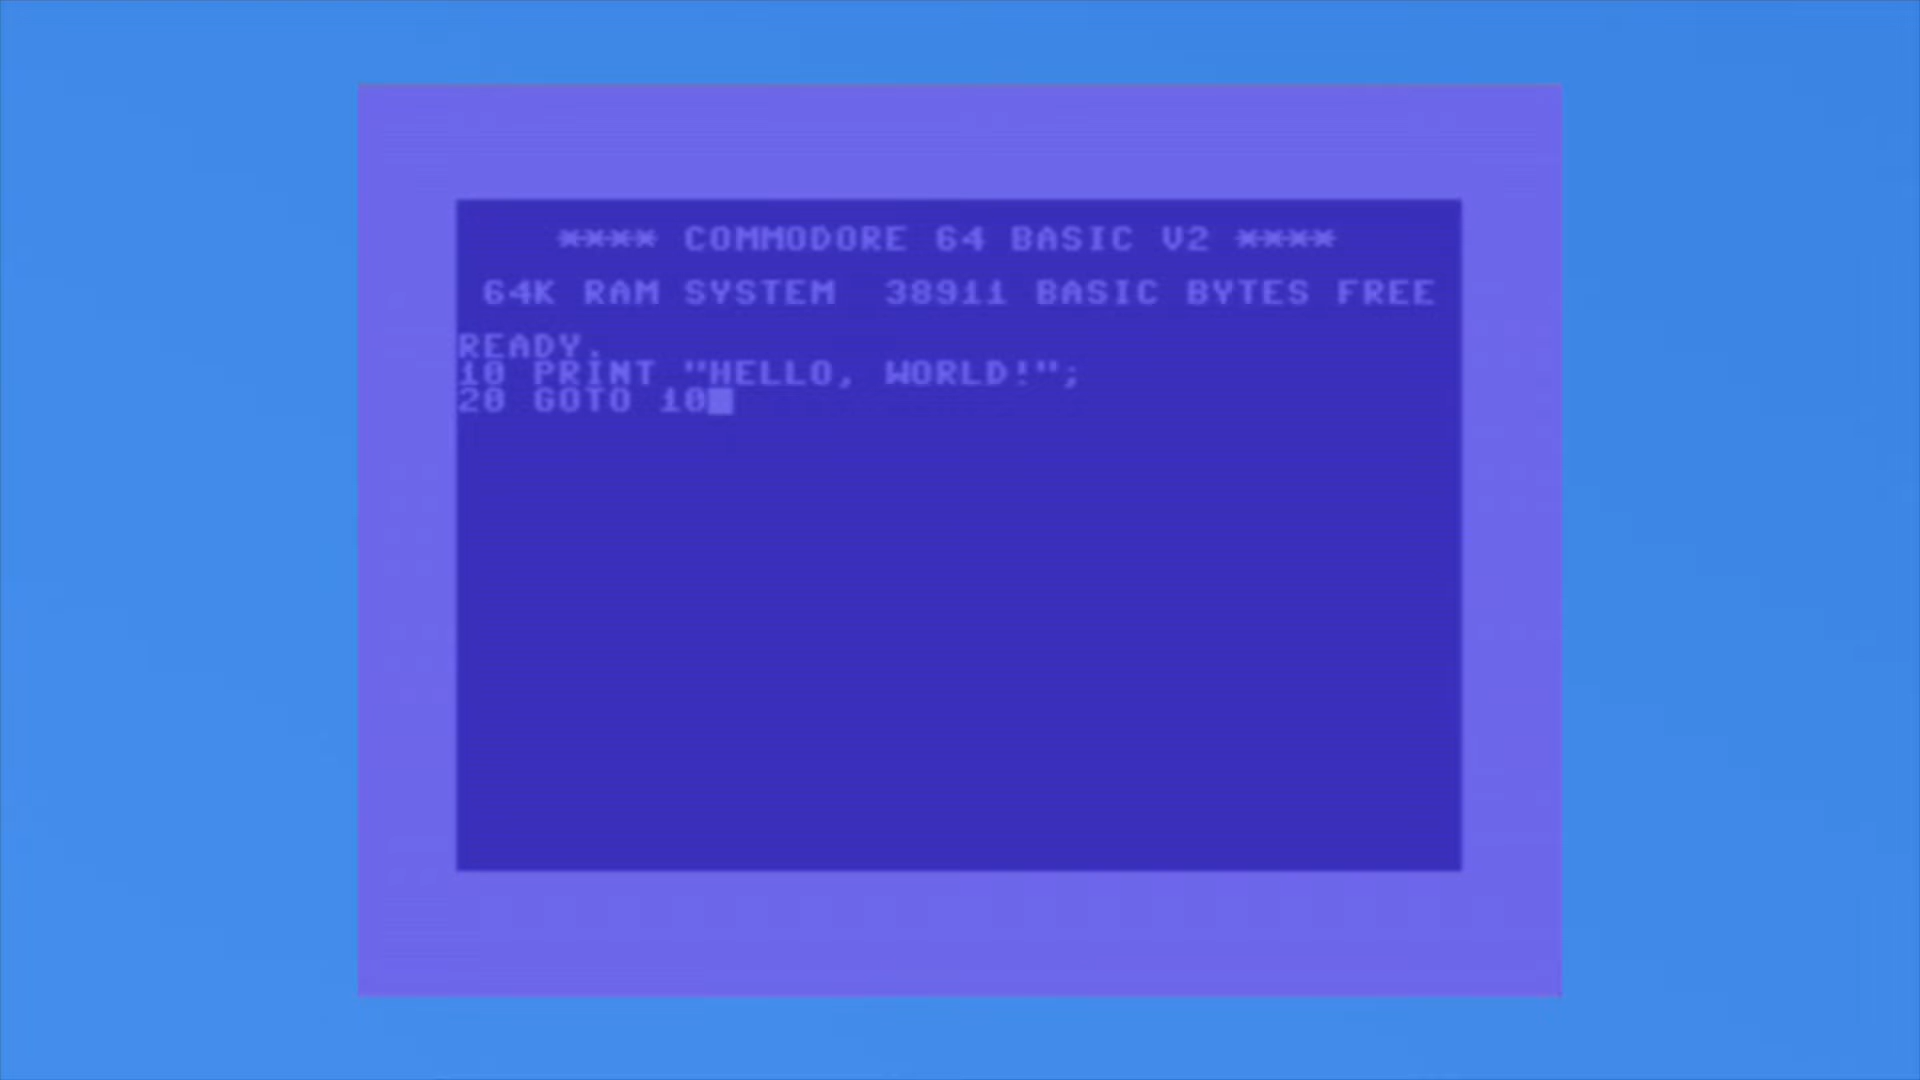 **** COMMODORE 64 BASIC V2 ****
64K RAM SYSTEM  38911 BASIC BYTES FREE
READY.
10 PRINT "HELLO, WORLD!";
20 GOTO 10